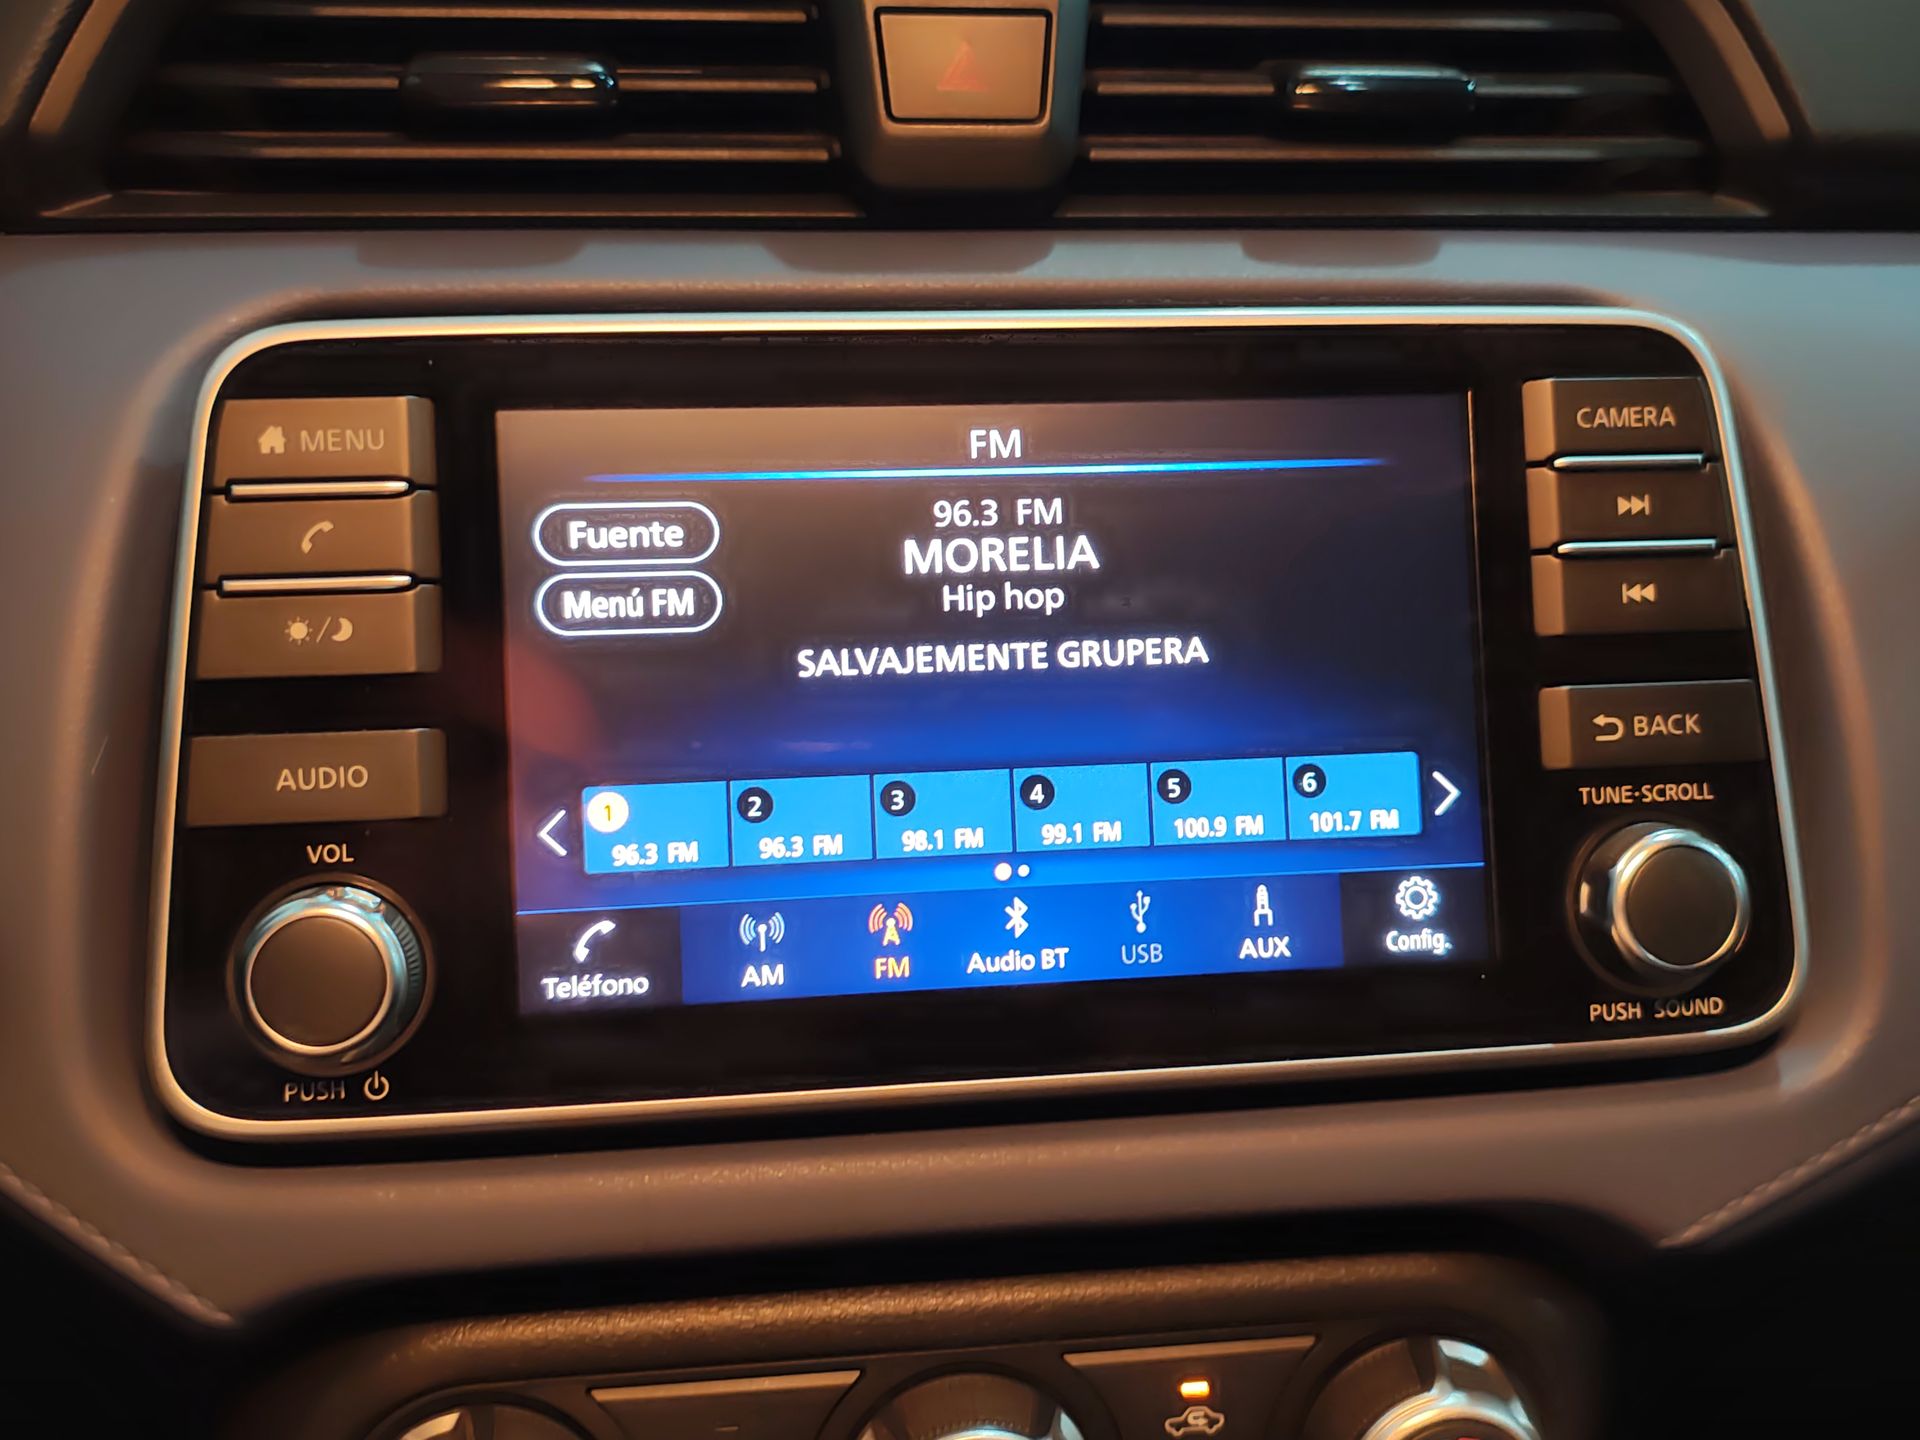 MENU
AUDIO
VOL
PUSH
FM
Fuente
Menú FM
96.3 FM
MORELIA
Hip hop
SALVAJEMENTE GRUPERA
1 96.3 FM
2 96.3 FM
3 98.1 FM
4 99.1 FM
5 100.9 FM
6 101.7 FM
Teléfono
AM
FM
Audio BT
USB
AUX
Config.
CAMERA
BACK
TUNE·SCROLL
PUSH SOUND